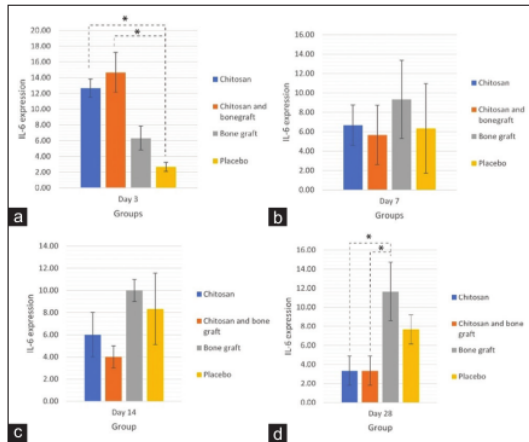 *
*
20.00
18.00
16.00
14.00
12.00
10.00
8.00
6.00
4.00
2.00
0.00
IL-6 expression
Day 3
Groups
Chitosan
Chitosan and bonegraft
Bone graft
Placebo
a
16.00
14.00
12.00
10.00
8.00
6.00
4.00
2.00
0.00
IL-6 expression
Day 7
Groups
Chitosan
Chitosan and
bonegraft
Bone graft
Placebo
b
14.00
12.00
10.00
8.00
6.00
4.00
2.00
0.00
IL-6 expression
Day 14
Group
Chitosan
Chitosan and bone
graft
Bone graft
Placebo
c
*
*
16.00
14.00
12.00
10.00
8.00
6.00
4.00
2.00
0.00
IL-6 expression
Day 28
Group
Chitosan
Chitosan and bone
graft
Bone graft
Placebo
d